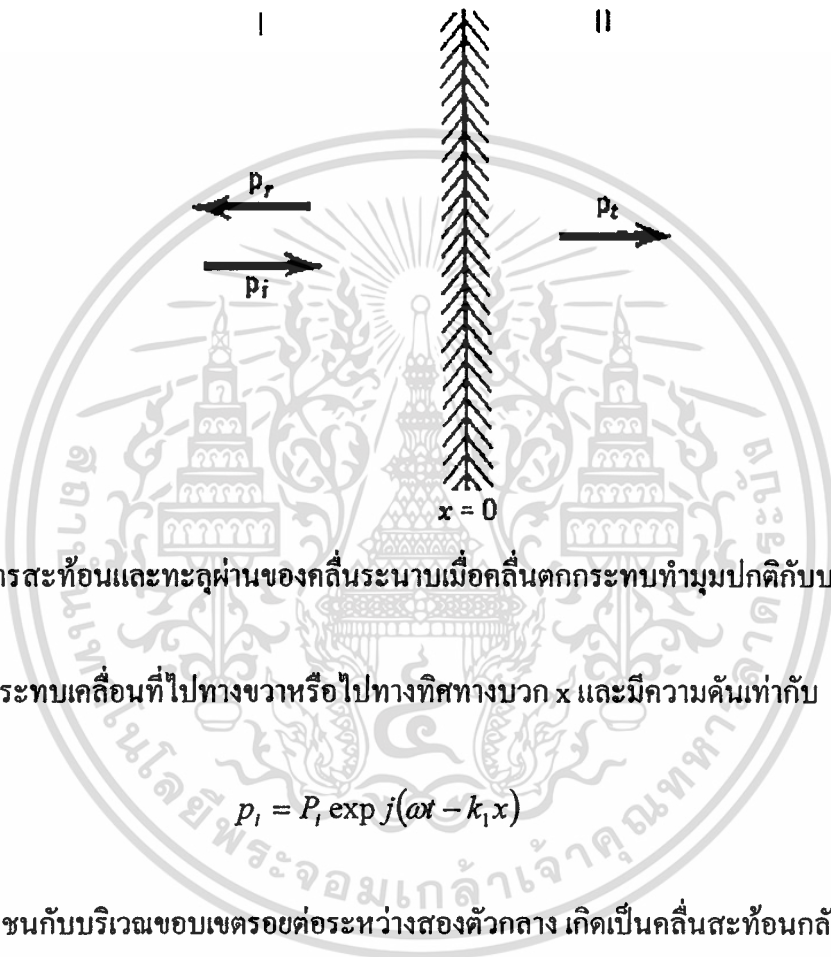 I II
p_r
p_t
p_i
x = 0
ารสะท้อนและทะลุผ่านของคลื่นระนาบเมื่อคลื่นตกกระทบทำมุมปกติกับบ
ระทบเคลื่อนที่ไปทางขวาหรือไปทางทิศทางบวก x และมีความดันเท่ากับ
p_i = P_i exp j(ωt − k_1x)
ชนกับบริเวณขอบเขตรอยต่อระหว่างสองตัวกลาง เกิดเป็นคลื่นสะท้อนกลั